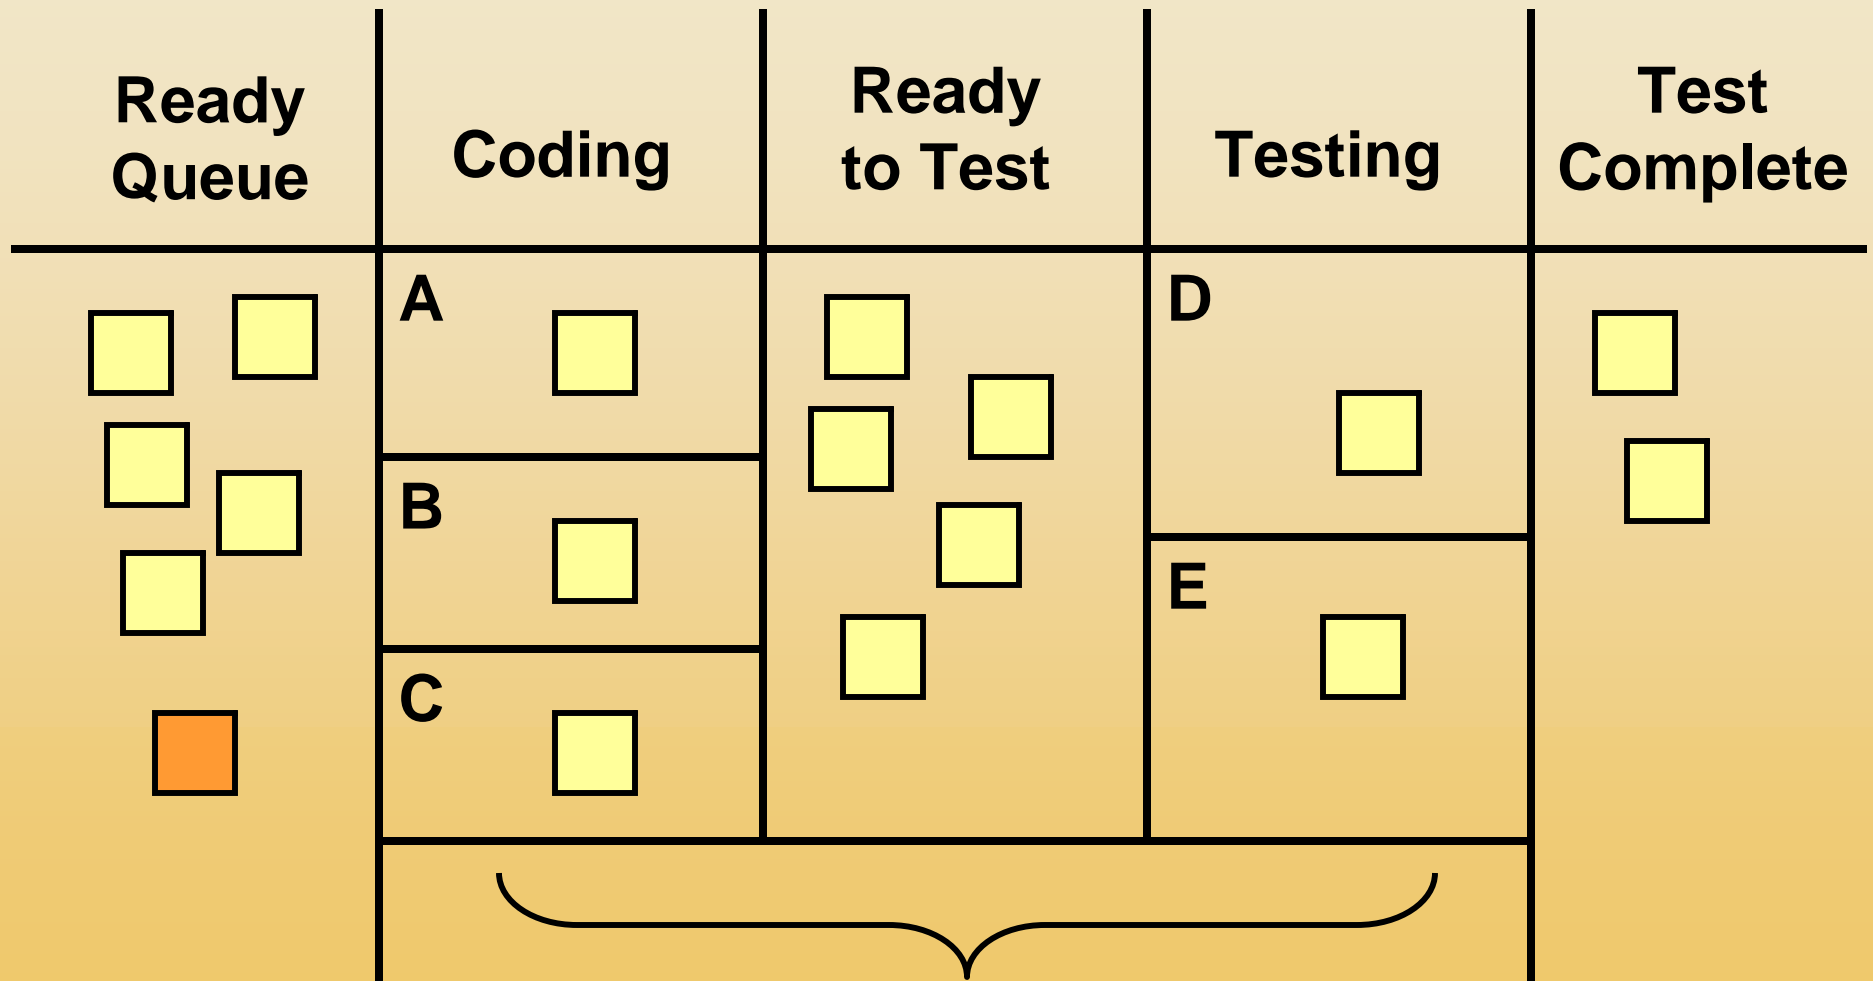 Ready
Queue
Coding
Ready
to Test
Testing
Test
Complete
A
B
C
D
E